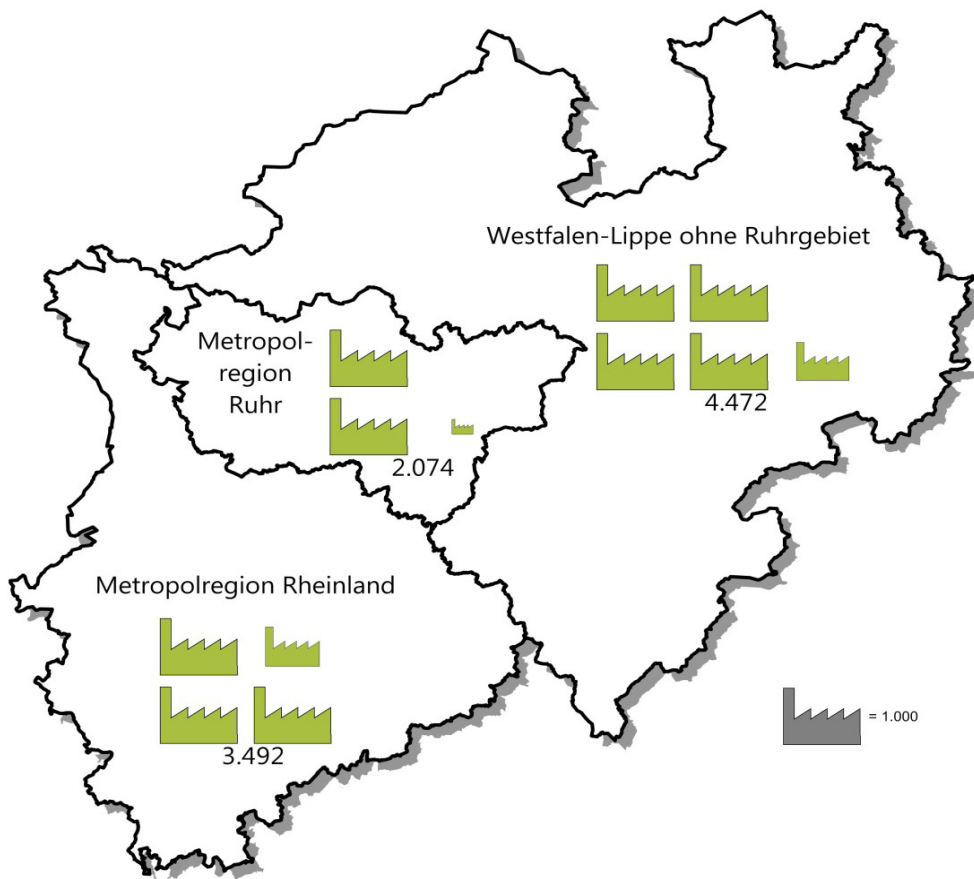 Westfalen-Lippe ohne Ruhrgebiet
4.472
Metropol-
region
Ruhr
2.074
Metropolregion Rheinland
3.492
= 1.000